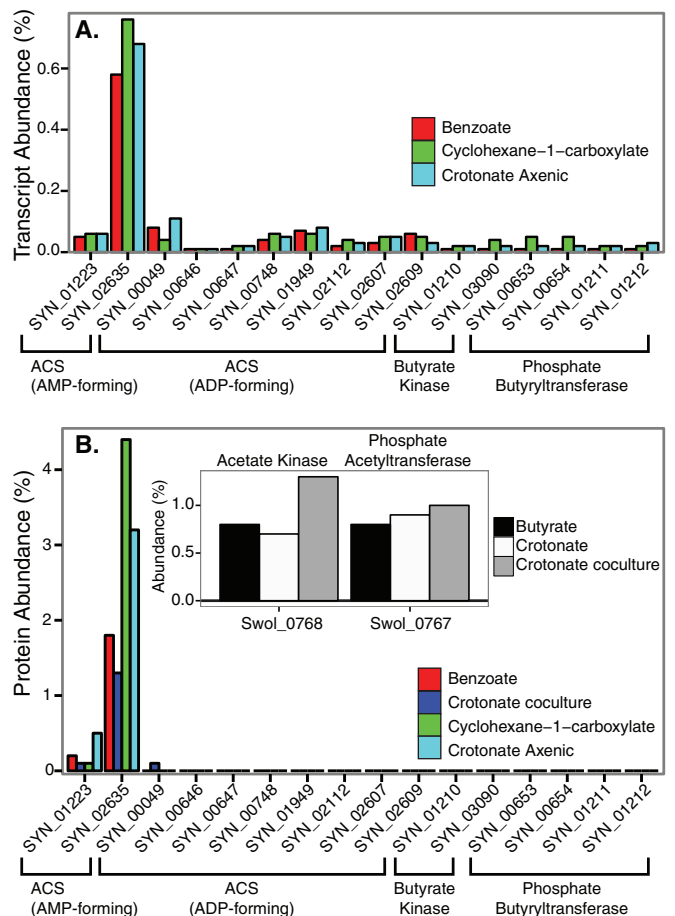 A.
Transcript Abundance (%)
0.6
0.4
0.2
0.0
Benzoate
Cyclohexane−1−carboxylate
Crotonate Axenic
SYN_01223
SYN_02635
SYN_00049
SYN_00646
SYN_00647
SYN_00748
SYN_01949
SYN_02112
SYN_02607
SYN_02609
SYN_01210
SYN_03090
SYN_00653
SYN_00654
SYN_01211
SYN_01212
ACS
(AMP-forming)
ACS
(ADP-forming)
Butyrate
Kinase
Phosphate
Butyryltransferase
B.
Protein Abundance (%)
4
3
2
1
0
Acetate Kinase
Phosphate
Acetyltransferase
Abundance (%)
1.0
0.5
0.0
Swol_0768
Swol_0767
Butyrate
Crotonate
Crotonate coculture
Benzoate
Crotonate coculture
Cyclohexane−1−carboxylate
Crotonate Axenic
SYN_01223
SYN_02635
SYN_00049
SYN_00646
SYN_00647
SYN_00748
SYN_01949
SYN_02112
SYN_02607
SYN_02609
SYN_01210
SYN_03090
SYN_00653
SYN_00654
SYN_01211
SYN_01212
ACS
(AMP-forming)
ACS
(ADP-forming)
Butyrate
Kinase
Phosphate
Butyryltransferase